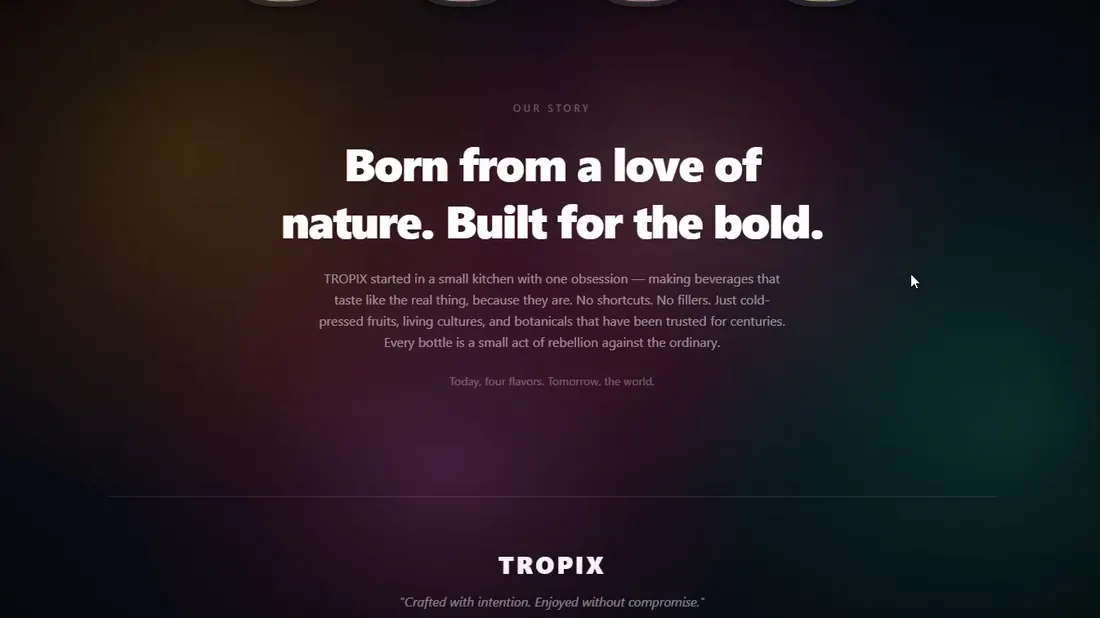 OUR STORY
Born from a love of
nature. Built for the bold.
TROPIX started in a small kitchen with one obsession — making beverages that
taste like the real thing, because they are. No shortcuts. No fillers. Just cold-
pressed fruits, living cultures, and botanicals that have been trusted for centuries.
Every bottle is a small act of rebellion against the ordinary.
Today, four flavors. Tomorrow, the world.
TROPIX
"Crafted with intention. Enjoyed without compromise."